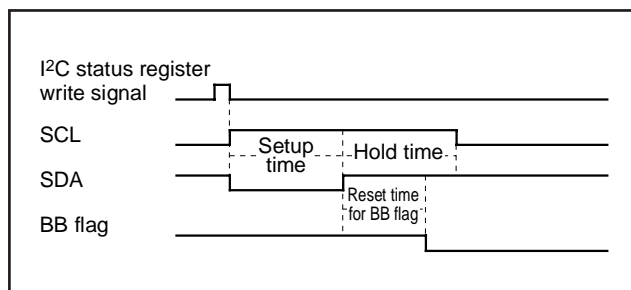 I2C status register
write signal
SCL
Setup
time
Hold time
SDA
Reset time
for BB flag
BB flag